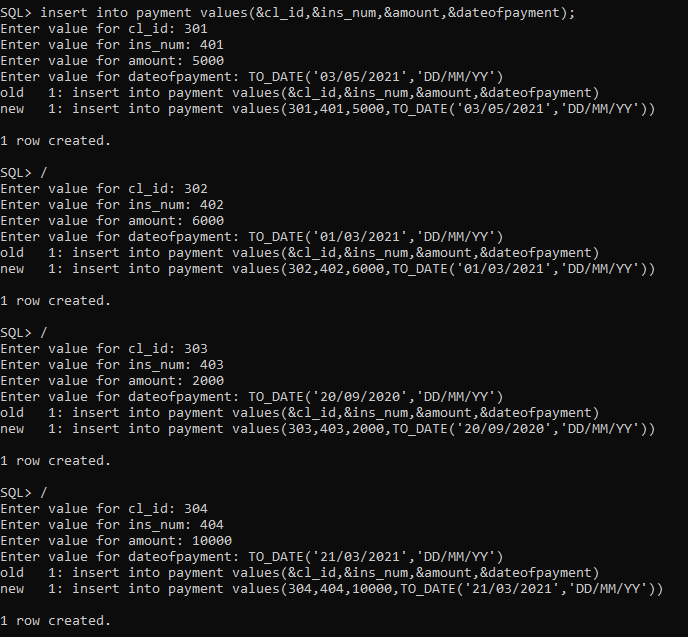 SQL> insert into payment values(&cl_id,&ins_num,&amount,&dateofpayment);
Enter value for cl_id: 301
Enter value for ins_num: 401
Enter value for amount: 5000
Enter value for dateofpayment: TO_DATE('03/05/2021','DD/MM/YY')
old   1: insert into payment values(&cl_id,&ins_num,&amount,&dateofpayment)
new   1: insert into payment values(301,401,5000,TO_DATE('03/05/2021','DD/MM/YY'))

1 row created.

SQL> /
Enter value for cl_id: 302
Enter value for ins_num: 402
Enter value for amount: 6000
Enter value for dateofpayment: TO_DATE('01/03/2021','DD/MM/YY')
old   1: insert into payment values(&cl_id,&ins_num,&amount,&dateofpayment)
new   1: insert into payment values(302,402,6000,TO_DATE('01/03/2021','DD/MM/YY'))

1 row created.

SQL> /
Enter value for cl_id: 303
Enter value for ins_num: 403
Enter value for amount: 2000
Enter value for dateofpayment: TO_DATE('20/09/2020','DD/MM/YY')
old   1: insert into payment values(&cl_id,&ins_num,&amount,&dateofpayment)
new   1: insert into payment values(303,403,2000,TO_DATE('20/09/2020','DD/MM/YY'))

1 row created.

SQL> /
Enter value for cl_id: 304
Enter value for ins_num: 404
Enter value for amount: 10000
Enter value for dateofpayment: TO_DATE('21/03/2021','DD/MM/YY')
old   1: insert into payment values(&cl_id,&ins_num,&amount,&dateofpayment)
new   1: insert into payment values(304,404,10000,TO_DATE('21/03/2021','DD/MM/YY'))

1 row created.